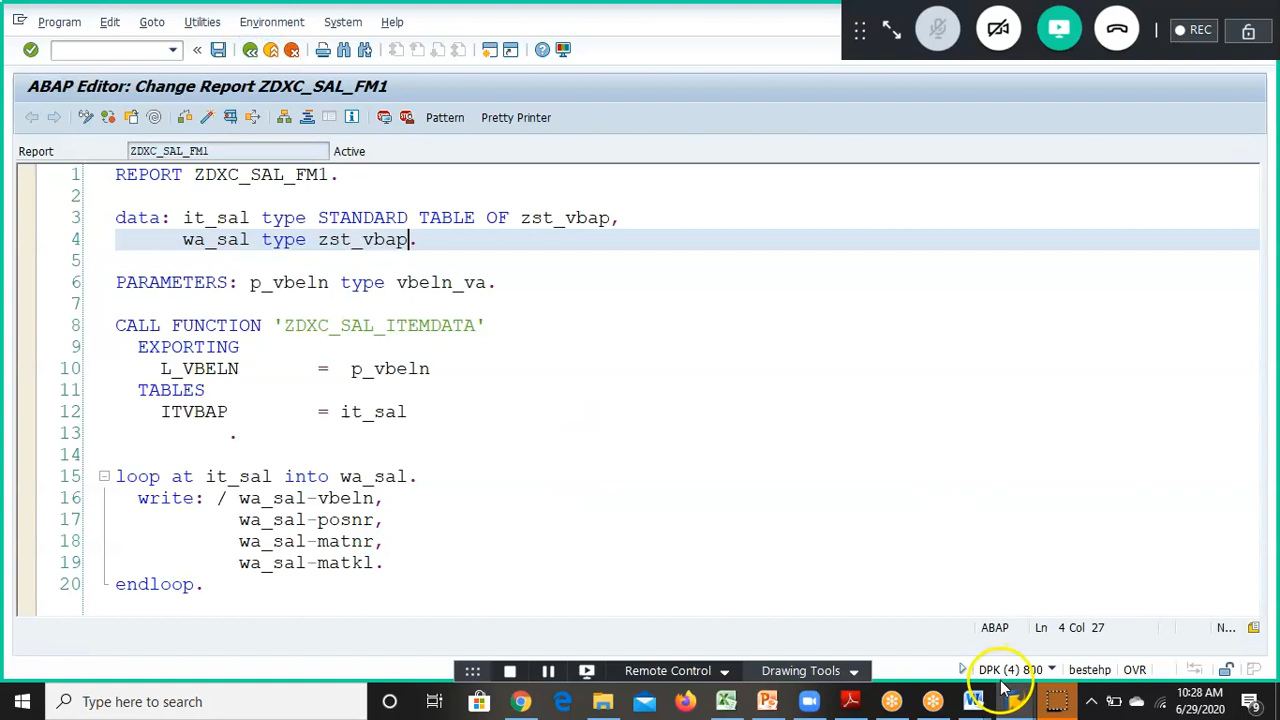 Program Edit Goto Utilities Environment System Help
REC
ABAP Editor: Change Report ZDXC_SAL_FM1
Pattern Pretty Printer
Report ZDXC_SAL_FM1 Active
1 REPORT ZDXC_SAL_FM1.
2
3 data: it_sal type STANDARD TABLE OF zst_vbap,
4 wa_sal type zst_vbap.
5
6 PARAMETERS: p_vbeln type vbeln_va.
7
8 CALL FUNCTION 'ZDXC_SAL_ITEMDATA'
9 EXPORTING
10 L_VBELN = p_vbeln
11 TABLES
12 ITVBAP = it_sal
13 .
14
15 loop at it_sal into wa_sal.
16 write: / wa_sal-vbeln,
17 wa_sal-posnr,
18 wa_sal-matnr,
19 wa_sal-matkl.
20 endloop.
ABAP Ln 4 Col 27 N...
Remote Control Drawing Tools
DPK (4) 800 bestehp OVR
Type here to search
10:28 AM
6/29/2020
9